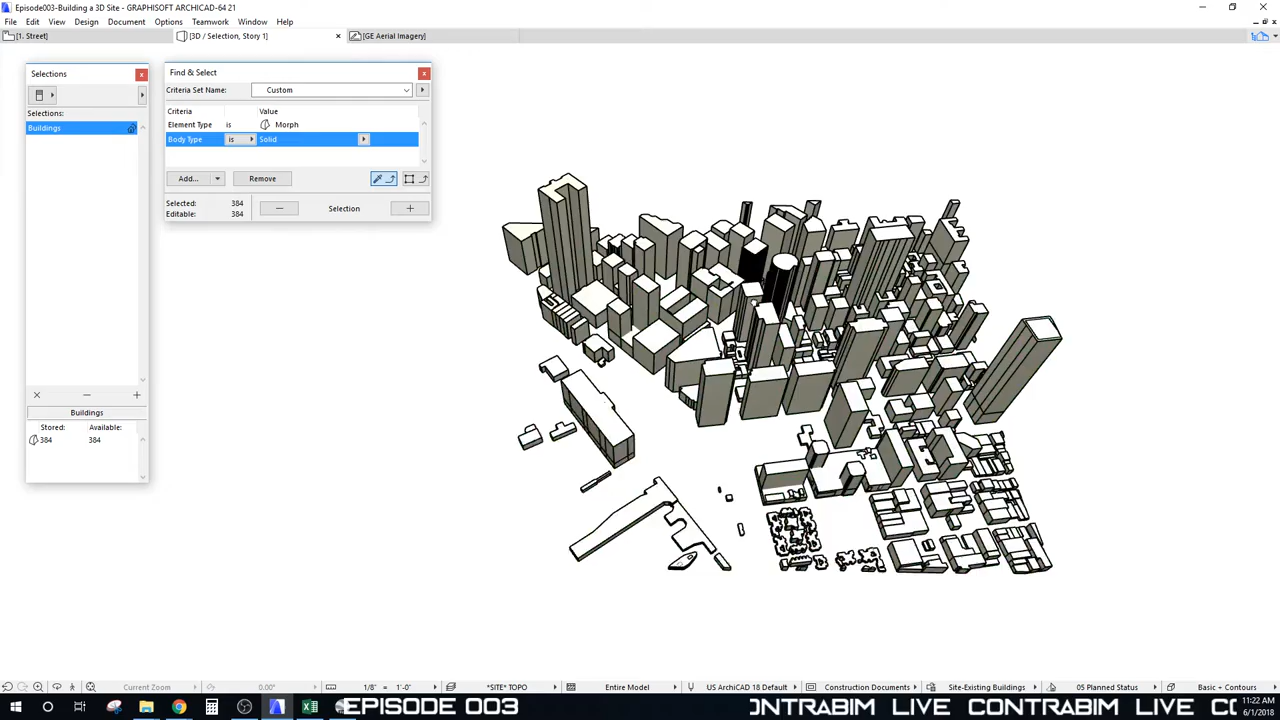 Episode003-Building a 3D Site - GRAPHISOFT ARCHICAD-64 21
File Edit View Design Document Options Teamwork Window Help
[1. Street] [3D / Selection, Story 1] x [GE Aerial Imagery]
Selections x
Selections:
Buildings
Buildings
Stored: Available:
384 384
Find & Select x
Criteria Set Name: Custom
Criteria Value
Element Type is Morph
Body Type is Solid
Add... Remove
Selected: 384
Editable: 384
Selection
Current Zoom 0.00° 1/8" = 1'-0" *SITE* TOPO Entire Model US ArchiCAD 18 Default Construction Documents Site-Existing Buildings 05 Planned Status Basic + Contours
EPISODE 003
ONTRABIM LIVE CONTRABIM LIVE CO
11:22 AM
6/1/2018